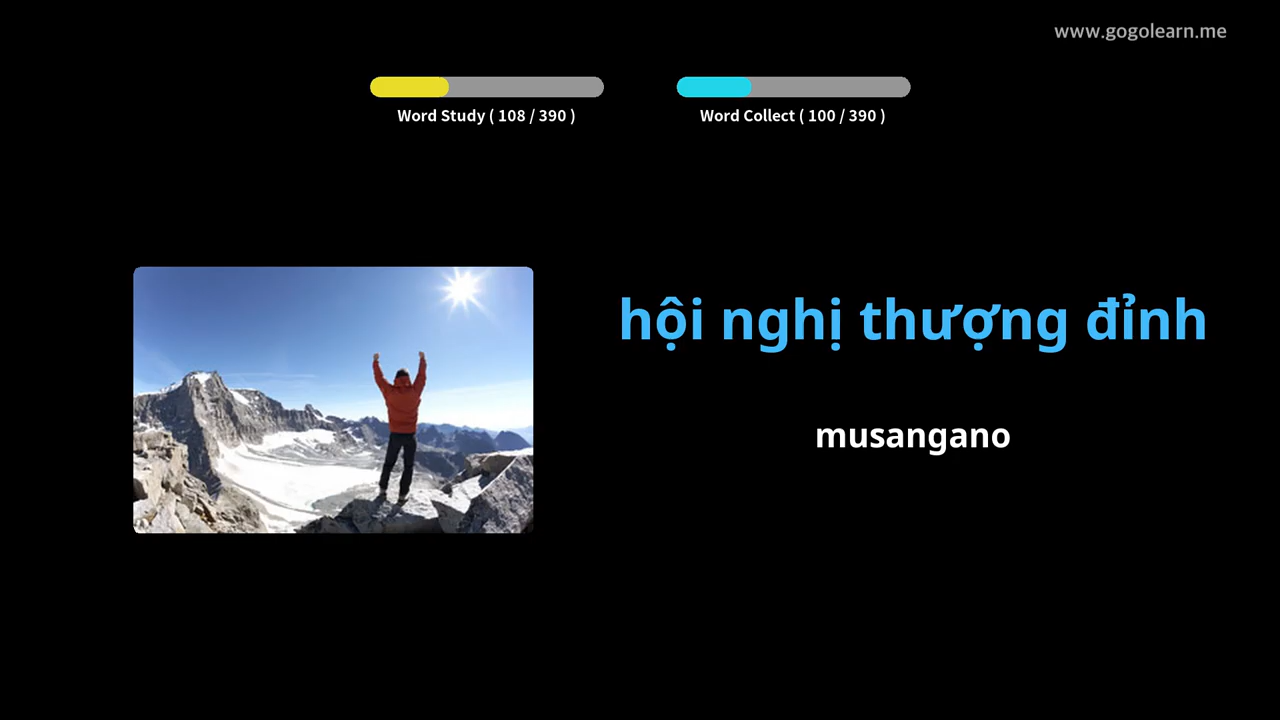 www.gogolearn.me
Word Study ( 108 / 390 )
Word Collect ( 100 / 390 )
hội nghị thượng đỉnh
musangano